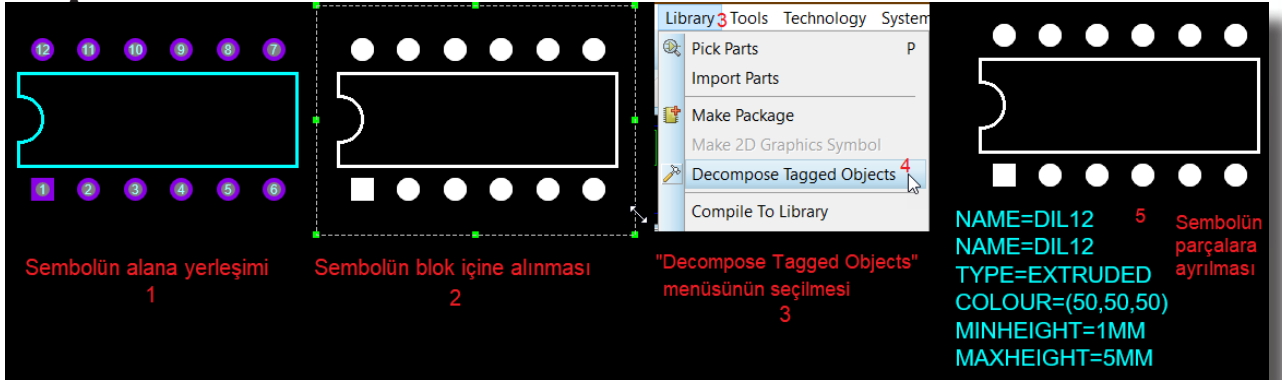 12 11 10 9 8 7
1 2 3 4 5 6
Sembolün alana yerleşimi
1
Sembolün blok içine alınması
2
Library 3 Tools Technology System
Pick Parts P
Import Parts
Make Package
Make 2D Graphics Symbol
Decompose Tagged Objects 4
Compile To Library
"Decompose Tagged Objects"
menüsünün seçilmesi
3
NAME=DIL12
NAME=DIL12
TYPE=EXTRUDED
COLOUR=(50,50,50)
MINHEIGHT=1MM
MAXHEIGHT=5MM
5
Sembolün
parçalara
ayrılması